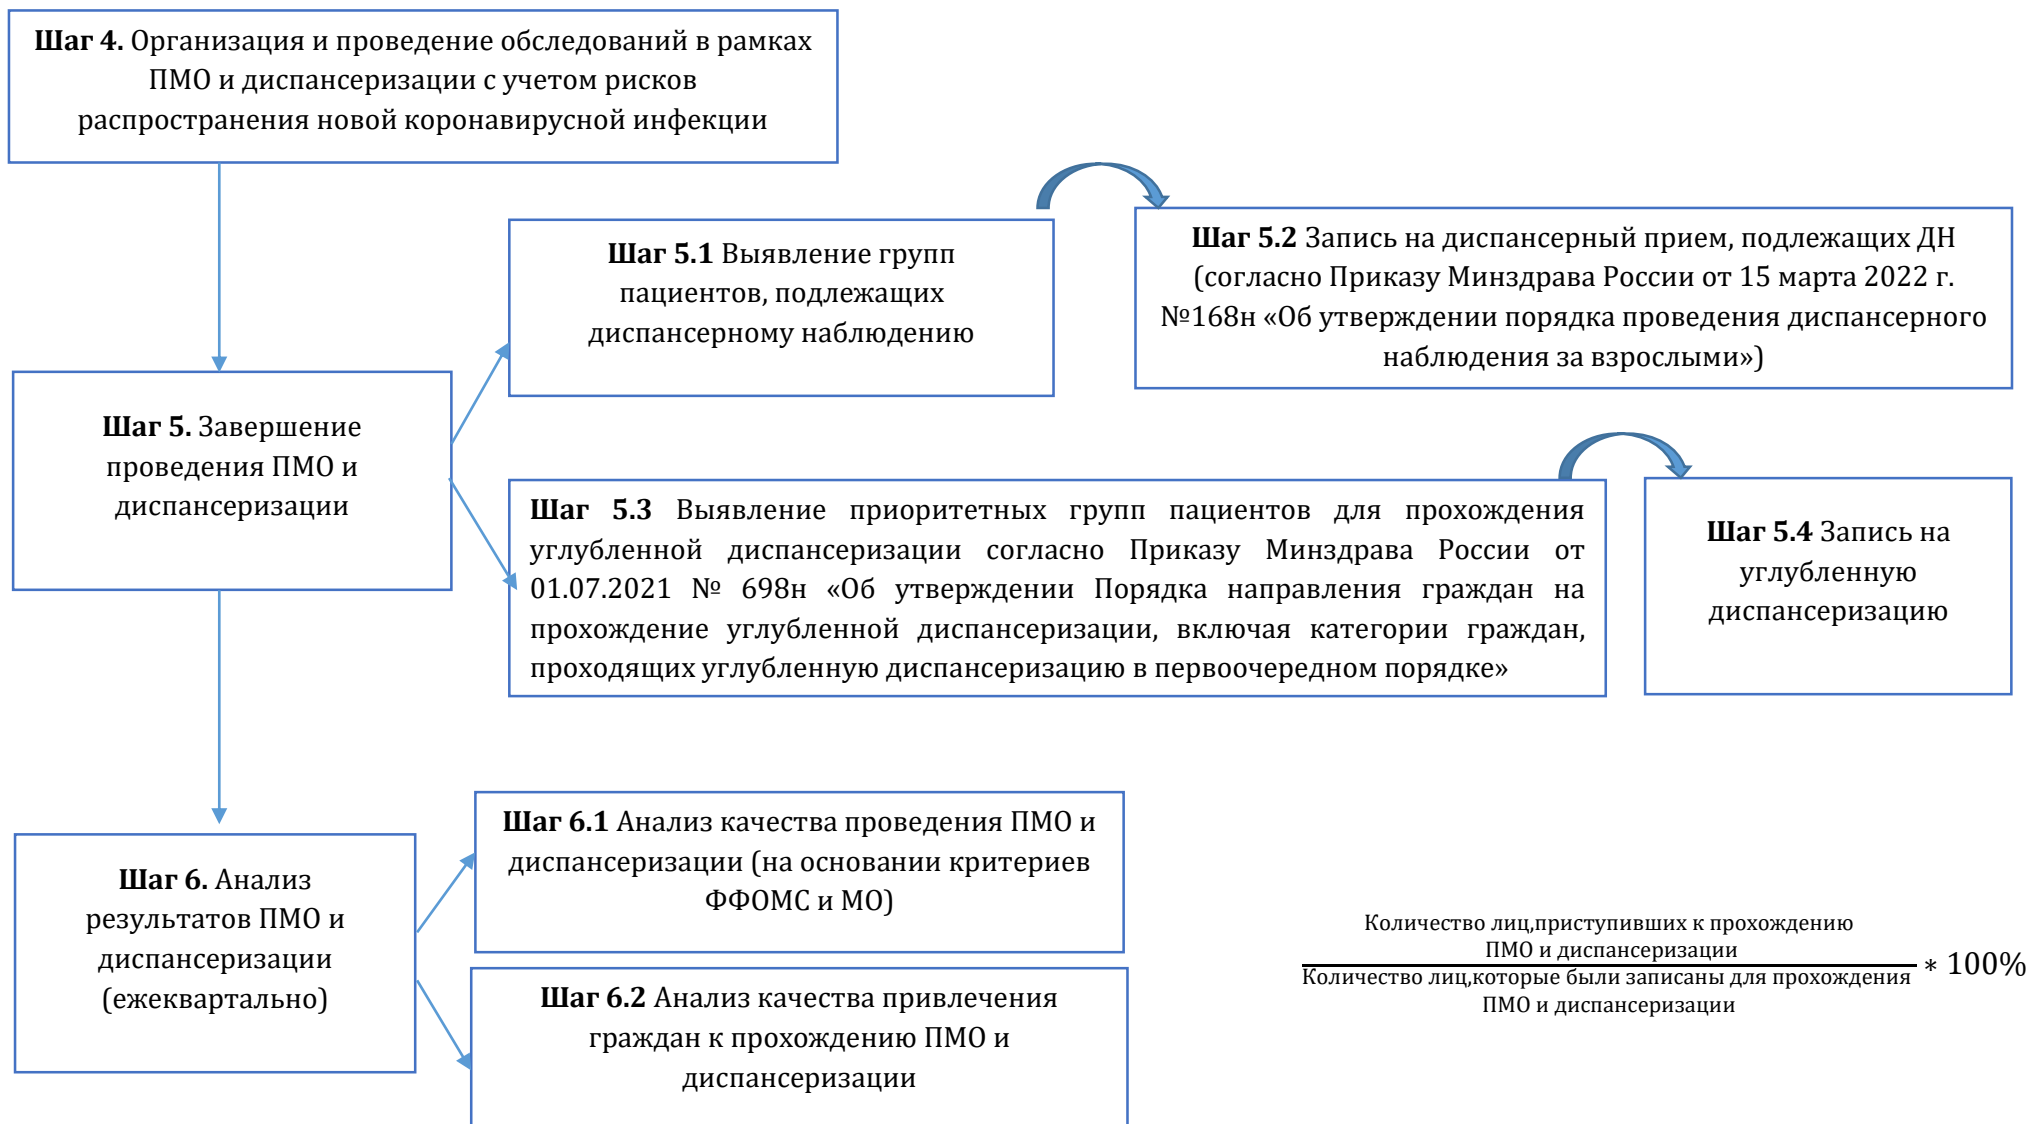 Шаг 4. Организация и проведение обследований в рамках
ПМО и диспансеризации с учетом рисков
распространения новой коронавирусной инфекции
Шаг 5.1 Выявление групп
пациентов, подлежащих
диспансерному наблюдению
Шаг 5.2 Запись на диспансерный прием, подлежащих ДН
(согласно Приказу Минздрава России от 15 марта 2022 г.
№168н «Об утверждении порядка проведения диспансерного
наблюдения за взрослыми»)
Шаг 5. Завершение
проведения ПМО и
диспансеризации
Шаг 5.3 Выявление приоритетных групп пациентов для прохождения
углубленной диспансеризации согласно Приказу Минздрава России от
01.07.2021 № 698н «Об утверждении Порядка направления граждан на
прохождение углубленной диспансеризации, включая категории граждан,
проходящих углубленную диспансеризацию в первоочередном порядке»
Шаг 5.4 Запись на
углубленную
диспансеризацию
Шаг 6. Анализ
результатов ПМО и
диспансеризации
(ежеквартально)
Шаг 6.1 Анализ качества проведения ПМО и
диспансеризации (на основании критериев
ФФОМС и МО)
Шаг 6.2 Анализ качества привлечения
граждан к прохождению ПМО и
диспансеризации
Количество лиц,приступивших к прохождению
ПМО и диспансеризации
Количество лиц,которые были записаны для прохождения
ПМО и диспансеризации
* 100%